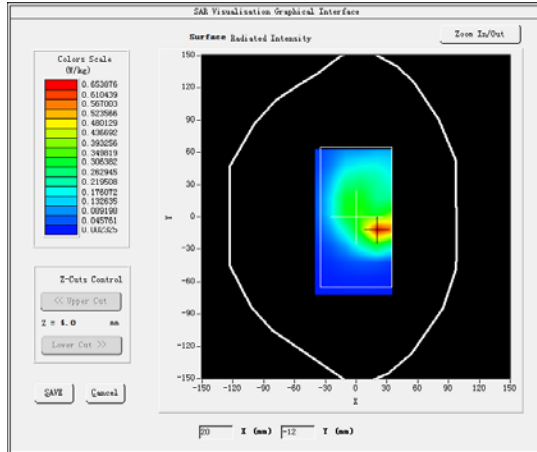 SAR Visualisation Graphical Interface
Surface Radiated Intensity
Zoom In/Out
Colors Scale
(W/kg)
0.653876
0.610439
0.567003
0.523566
0.480129
0.436692
0.393256
0.349819
0.306382
0.262945
0.219508
0.176072
0.132635
0.089198
0.045761
0.002325
150
120
90
60
30
0
-30
-60
-90
-120
-150
Y
-150 -120 -90 -60 -30 0 30 60 90 120 150
X
Z-Cuts Control
<< Upper Cut
Z = 4.0 mm
Lower Cut >>
SAVE Cancel
20 X (mm) -12 Y (mm)